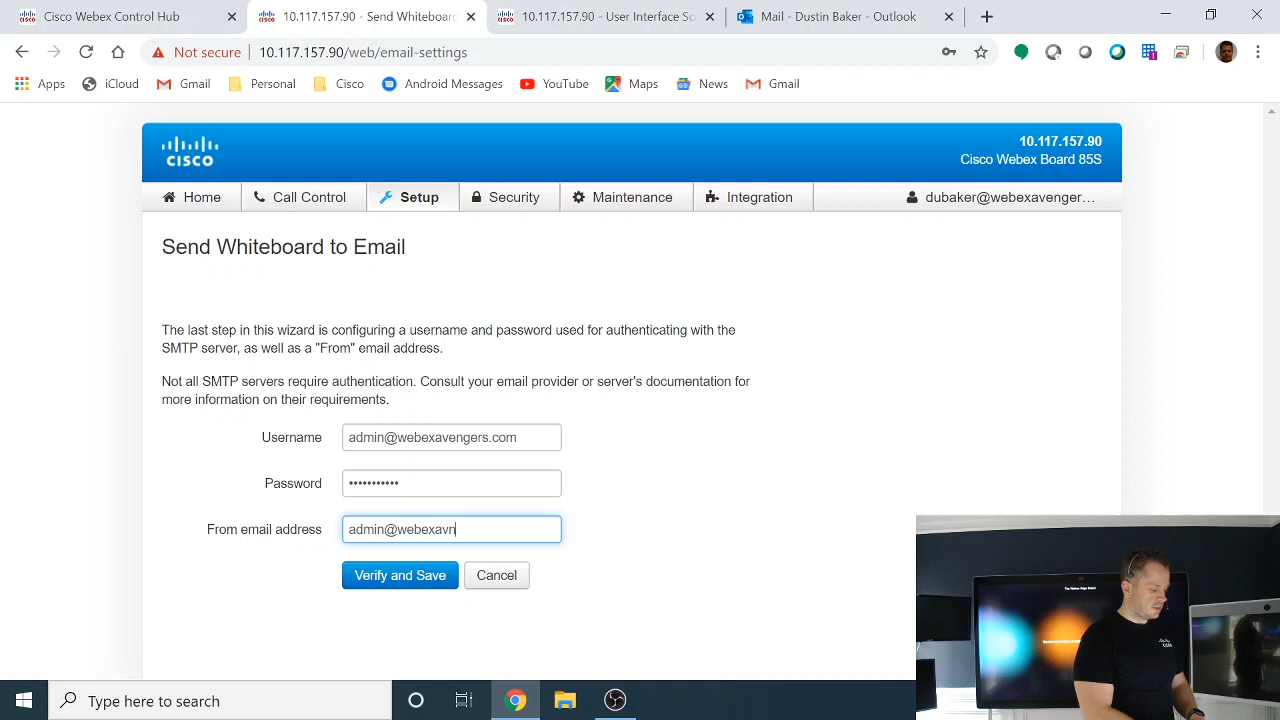 Cisco Webex Control Hub
10.117.157.90 - Send Whiteboard
10.117.157.90 - User Interface Sc
Mail - Dustin Baker - Outlook
Not secure
10.117.157.90/web/email-settings
Apps
iCloud
Gmail
Personal
Cisco
Android Messages
YouTube
Maps
News
Gmail
CISCO
10.117.157.90
Cisco Webex Board 85S
Home
Call Control
Setup
Security
Maintenance
Integration
dubaker@webexavenger...
Send Whiteboard to Email
The last step in this wizard is configuring a username and password used for authenticating with the
SMTP server, as well as a "From" email address.
Not all SMTP servers require authentication. Consult your email provider or server's documentation for
more information on their requirements.
Username
admin@webexavengers.com
Password
•••••••••••
From email address
admin@webexavn
Verify and Save
Cancel
Type here to search